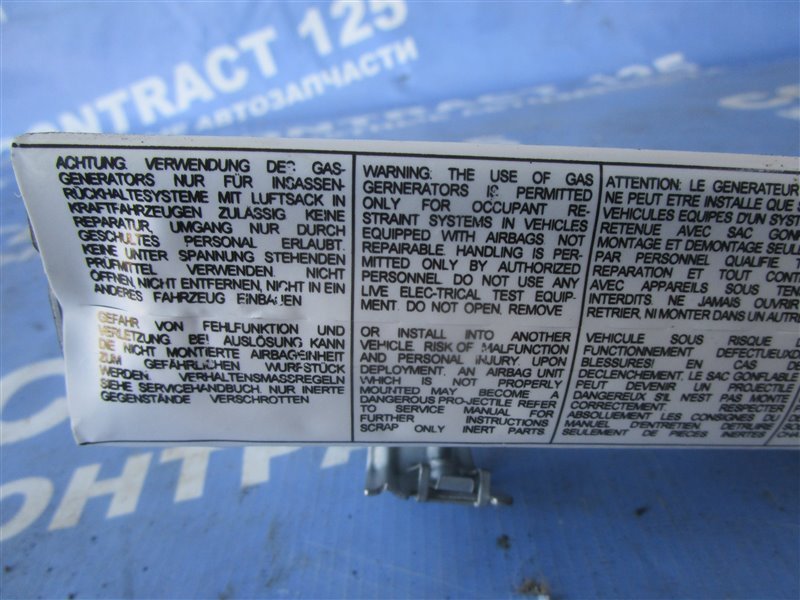 CONTRACT 125
АВТОЗАПЧАСТИ
ACHTUNG. VERWENDUNG DES GAS-
GENERATORS NUR FÜR INSASSEN-
RÜCKHALTESYSTEME MIT LUFTSACK IN
KRAFTFAHRZEUGEN ZULÄSSIG KEINE
REPARATUR, UMGANG NUR DURCH
GESCHULTES PERSONAL ERLAUBT.
KEINE UNTER SPANNUNG STEHENDEN
PRÜFMITTEL VERWENDEN. NICHT
ÖFFNEN, NICHT ENTFERNEN, NICHT IN EIN
ANDERES FAHRZEUG EINBAUEN
GEFAHR VON FEHLFUNKTION UND
VERLETZUNG BEI AUSLÖSUNG KANN
DIE NICHT MONTIERTE AIRBAGEINHEIT
ZUM GEFÄHRLICHEN WURFSTÜCK
WERDEN. VERHALTENSMASSREGELN
SIEHE SERVICEHANDBUCH, NUR INERTE
GEGENSTÄNDE VERSCHROTTEN
WARNING: THE USE OF GAS
GERNERATORS IS PERMITTED
ONLY FOR OCCUPANT RE-
STRAINT SYSTEMS IN VEHICLES
EQUIPPED WITH AIRBAGS NOT
REPAIRABLE. HANDLING IS PER-
MITTED ONLY BY AUTHORIZED
PERSONNEL DO NOT USE ANY
LIVE ELEC-TRICAL TEST EQUIP-
MENT. DO NOT OPEN. REMOVE
OR INSTALL INTO ANOTHER
VEHICLE RISK OF MALFUNCTION
AND PERSONAL INJURY UPON
DEPLOYMENT. AN AIRBAG UNIT
WHICH IS NOT PROPERLY
MOUNTED MAY BECOME A
DANGEROUS PROJECTILE REFER
TO SERVICE MANUAL FOR
FURTHER INSTRUCTIONS
SCRAP ONLY INERT PARTS
ATTENTION: LE GENERATEUR
NE PEUT ÊTRE INSTALLE QUE
VEHICULES EQUIPES D'UN
RETENUE AVEC SAC
MONTAGE ET DEMONTAGE
PAR PERSONNEL QUALIFIE
REPARATION ET TOUT
AVEC APPAREILS SOUS
INTERDITS. NE JAMAIS OUVRIR
RETIRER, NI MONTER DANS UN
VEHICULE SOUS RISQUE
FONCTIONNEMENT
BLESSURES! EN CAS DE
DECLENCHEMENT, LE SAC
PEUT DEVENIR UN PROJECTILE
DANGEREUX S'IL N'EST PAS MONTE
CORRECTEMENT. RESPECTER
ABSOLUEMENT LES CONSIGNES
MANUEL D'ENTRETIEN DETRUIRE
SEULEMENT DE PIECES INERTES